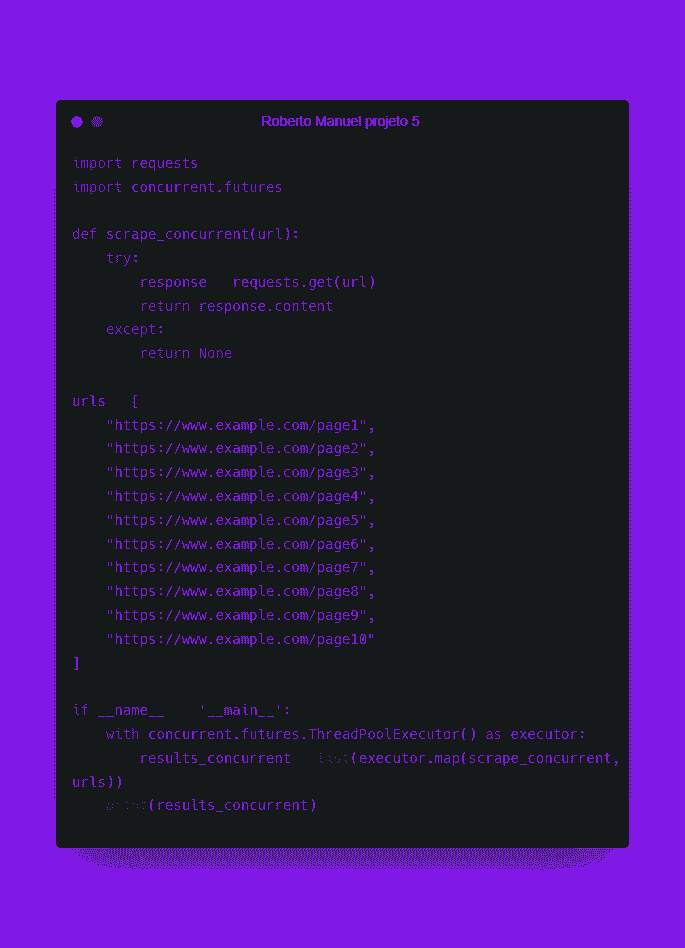 Roberto Manuel projeto 5
import requests
import concurrent.futures
def scrape_concurrent(url):
    try:
        response   requests.get(url)
        return response.content
    except:
        return None
urls   [
    "https://www.example.com/page1",
    "https://www.example.com/page2",
    "https://www.example.com/page3",
    "https://www.example.com/page4",
    "https://www.example.com/page5",
    "https://www.example.com/page6",
    "https://www.example.com/page7",
    "https://www.example.com/page8",
    "https://www.example.com/page9",
    "https://www.example.com/page10"
]
if __name__    '__main__':
    with concurrent.futures.ThreadPoolExecutor() as executor:
        results_concurrent   list(executor.map(scrape_concurrent,
urls))
    print(results_concurrent)